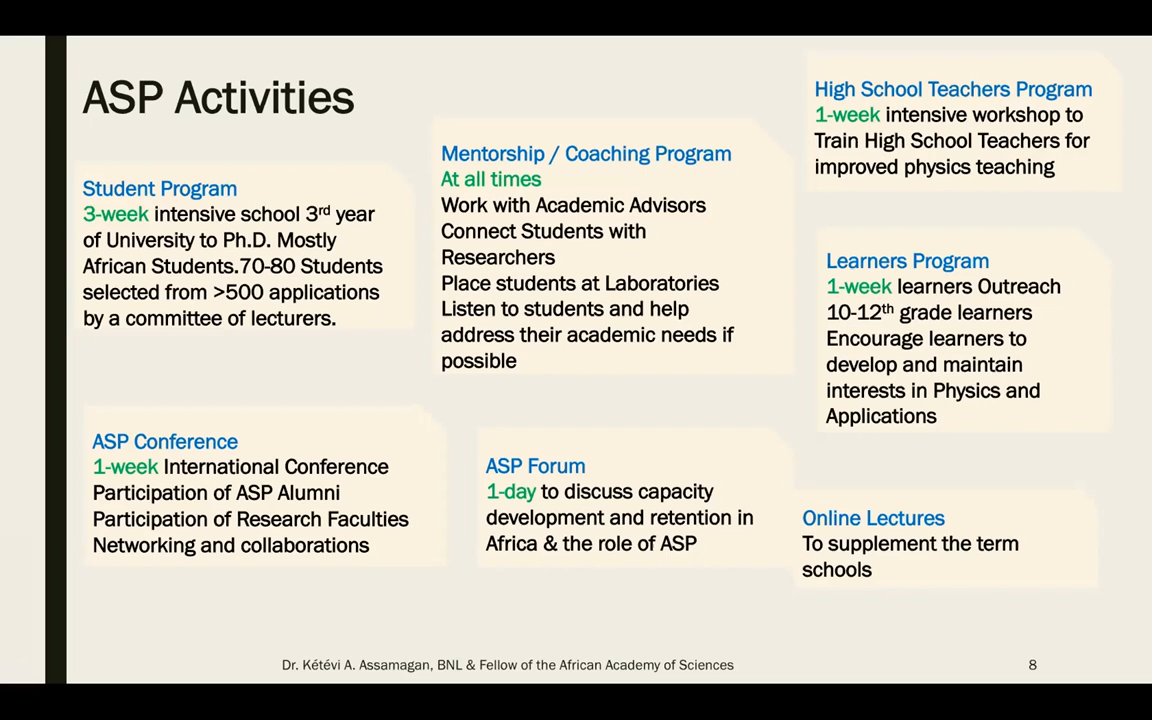 ASP Activities
Student Program
3-week intensive school 3rd year
of University to Ph.D. Mostly
African Students.70-80 Students
selected from >500 applications
by a committee of lecturers.
Mentorship / Coaching Program
At all times
Work with Academic Advisors
Connect Students with
Researchers
Place students at Laboratories
Listen to students and help
address their academic needs if
possible
High School Teachers Program
1-week intensive workshop to
Train High School Teachers for
improved physics teaching
Learners Program
1-week learners Outreach
10-12th grade learners
Encourage learners to
develop and maintain
interests in Physics and
Applications
ASP Conference
1-week International Conference
Participation of ASP Alumni
Participation of Research Faculties
Networking and collaborations
ASP Forum
1-day to discuss capacity
development and retention in
Africa & the role of ASP
Online Lectures
To supplement the term
schools
Dr. Kétévi A. Assamagan, BNL & Fellow of the African Academy of Sciences
8